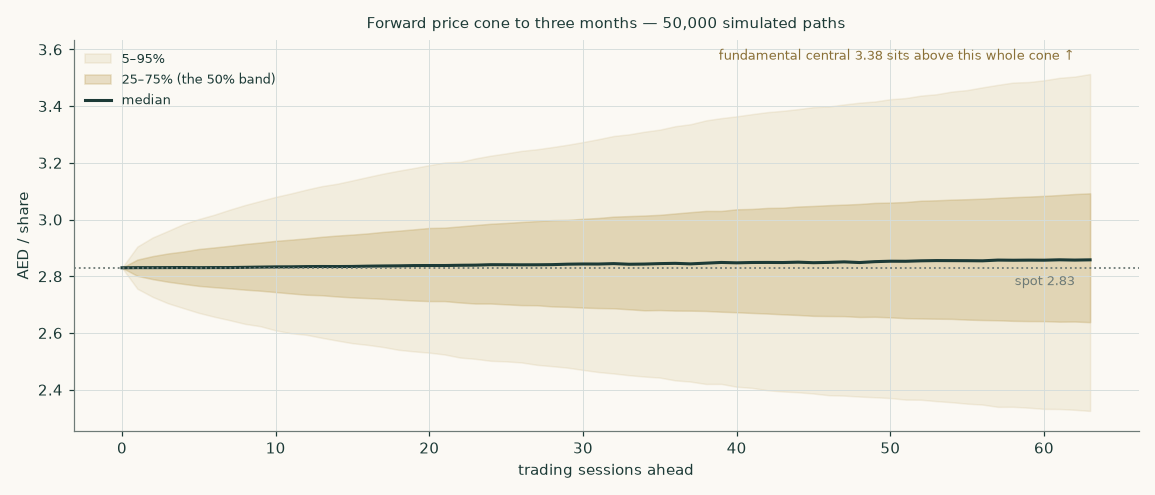 Forward price cone to three months — 50,000 simulated paths
5–95%
25–75% (the 50% band)
median
fundamental central 3.38 sits above this whole cone ↑
spot 2.83
AED / share
3.6
3.4
3.2
3.0
2.8
2.6
2.4
0 10 20 30 40 50 60
trading sessions ahead